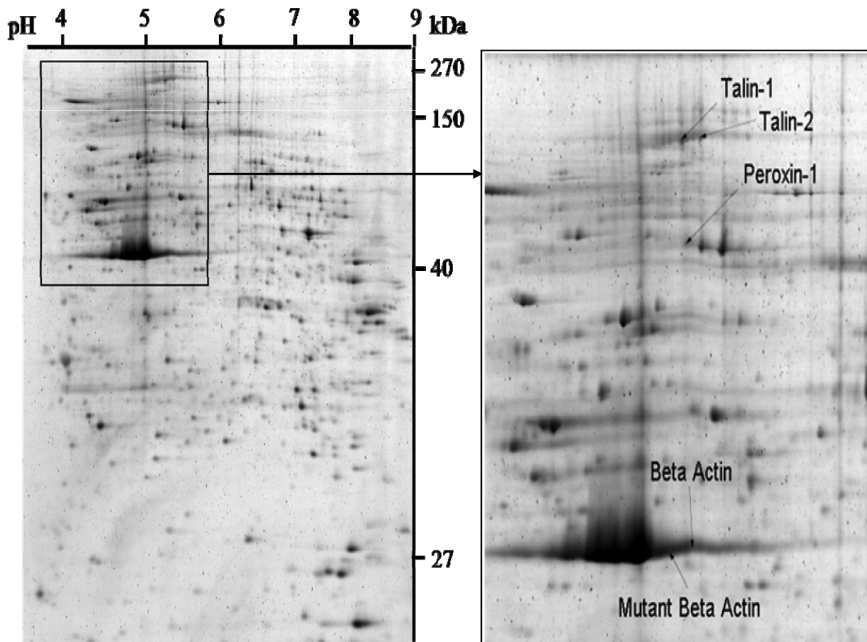 pH 4 5 6 7 8 9 kDa
270
150
40
27
Talin-1
Talin-2
Peroxin-1
Beta Actin
Mutant Beta Actin